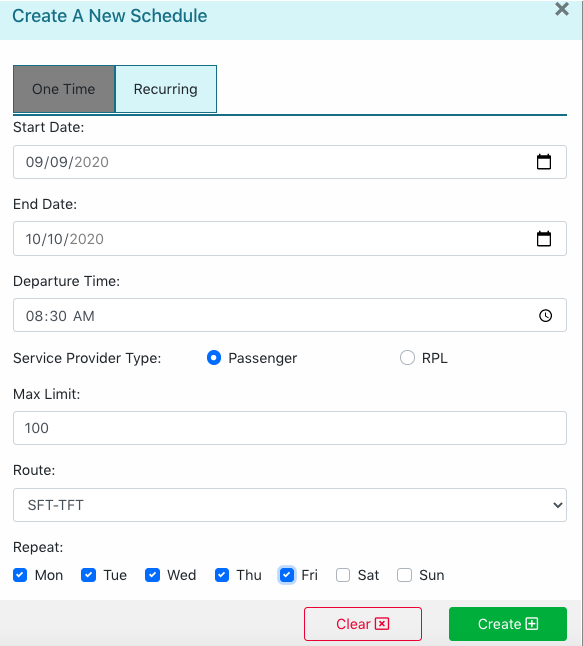 Create A New Schedule
One Time Recurring
Start Date:
09/09/2020
End Date:
10/10/2020
Departure Time:
08:30 AM
Service Provider Type: Passenger RPL
Max Limit:
100
Route:
SFT-TFT
Repeat:
Mon Tue Wed Thu Fri Sat Sun
Clear Create